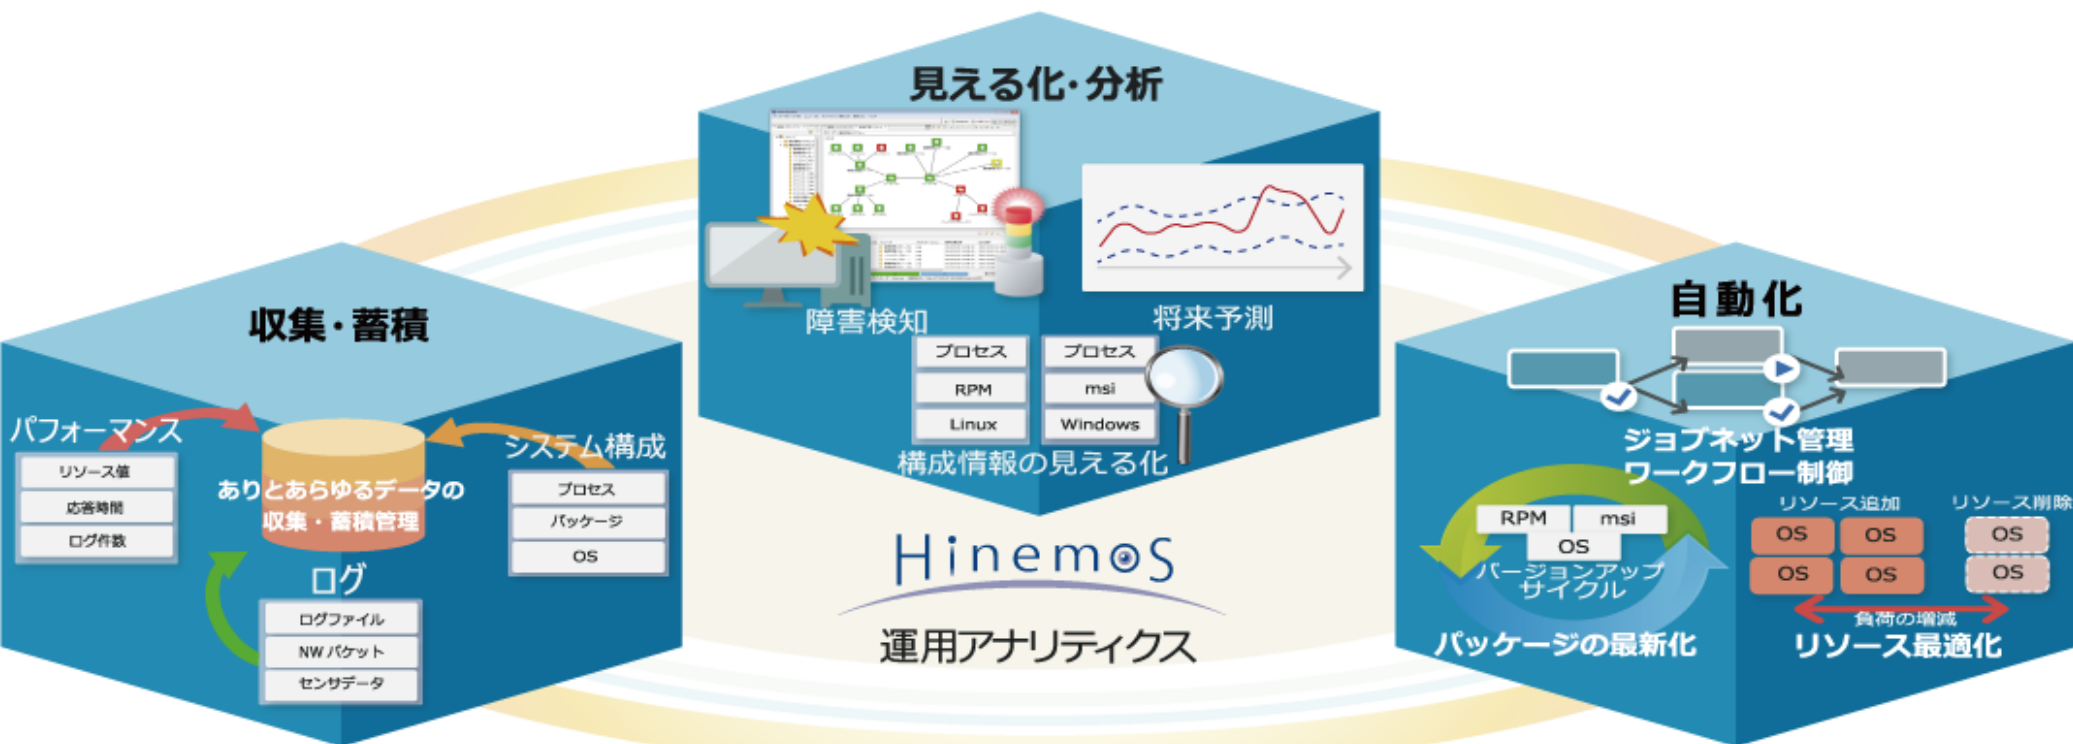 収集・蓄積
パフォーマンス
リソース値
応答時間
ログ件数
ありとあらゆるデータの
収集・蓄積管理
システム構成
プロセス
パッケージ
OS
ログ
ログファイル
NW パケット
センサデータ
見える化・分析
障害検知
将来予測
プロセス
RPM
Linux
プロセス
msi
Windows
構成情報の見える化
Hinemos
運用アナリティクス
自動化
ジョブネット管理
ワークフロー制御
RPM
msi
OS
バージョンアップ
サイクル
パッケージの最新化
リソース追加
リソース削除
OS
OS
OS
OS
OS
OS
負荷の増減
リソース最適化